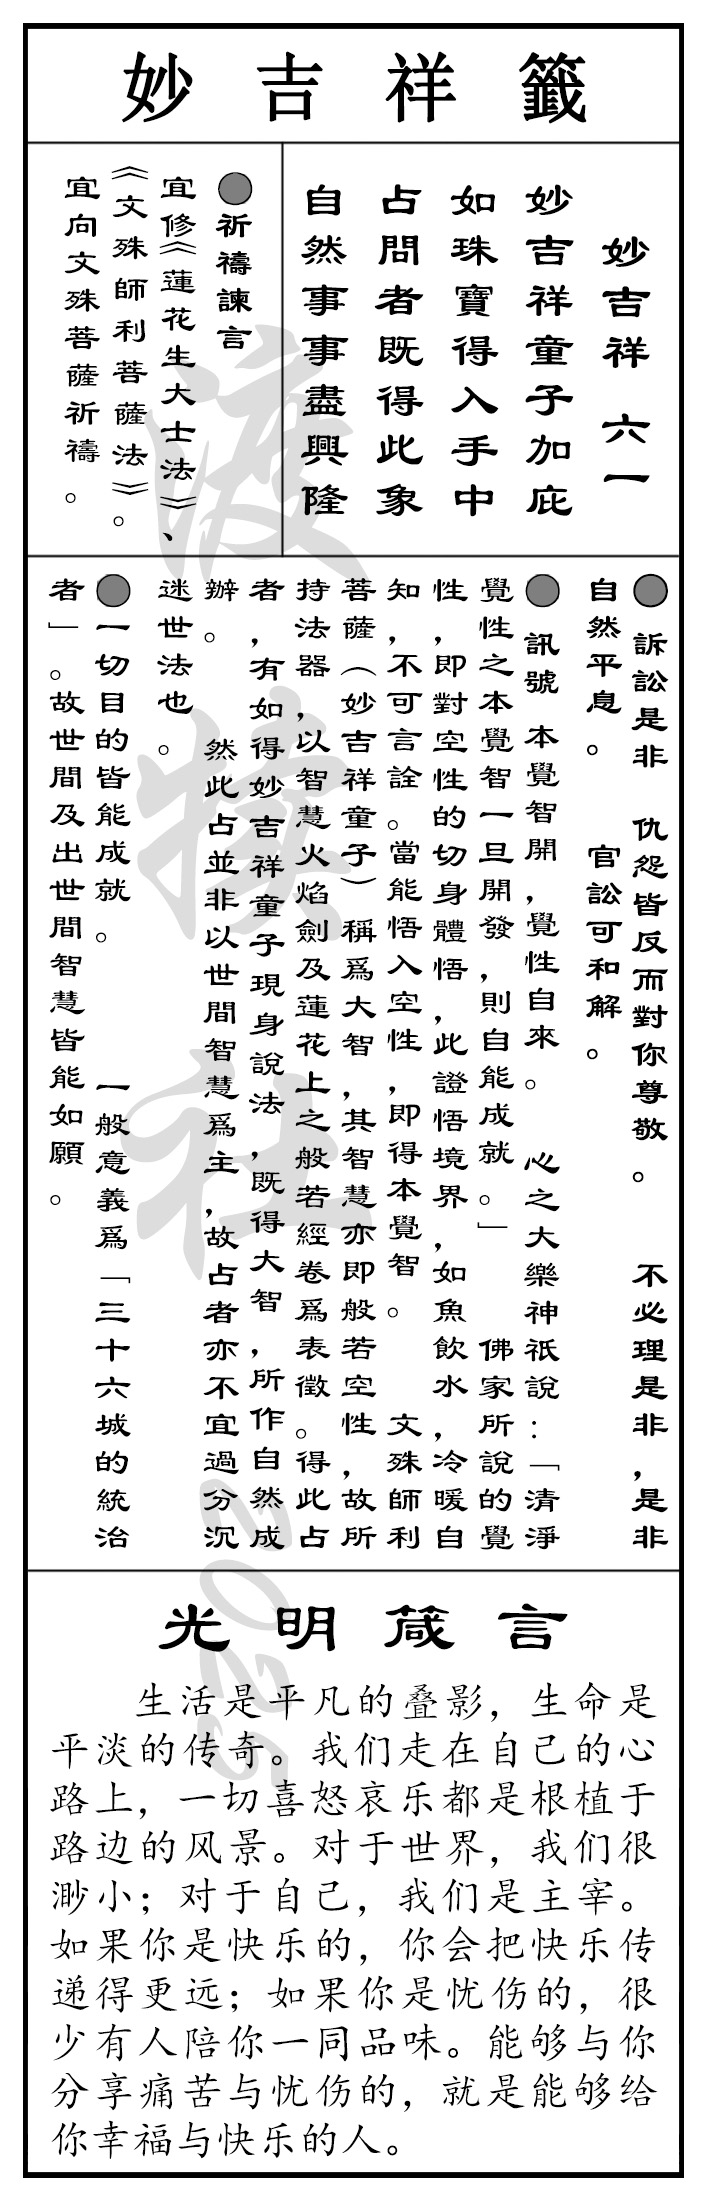 妙吉祥籤
妙吉祥 六一
妙吉祥童子加庇
如珠寶得入手中
占問者既得此象
自然事事盡興隆
●祈禱諫言
宜修《蓮花生大士法》、
《文殊師利菩薩法》。
宜向文殊菩薩祈禱。
● 訴訟是非 仇怨皆反而對你尊敬。 不必理是非，是非
自然平息。 官訟可和解。
● 訊號 本覺智開，覺性自來。 心之大樂神祇說：「清淨
覺性之本覺智一旦開發，則自能成就。」 佛家所說的覺
性，即對空性的切身體悟，此證悟境界，如魚飲水，冷暖自
知，不可言詮。當能悟入空性，即得本覺智。 文殊師利
菩薩（妙吉祥童子）稱爲大智，其智慧亦即般若空性，故所
持法器，以智慧火焰劍及蓮花上之般若經卷爲表徵。得此占
者，有如得妙吉祥童子現身說法，既得大智，所作自然成
辦。 然此占並非以世間智慧爲主，故占者亦不宜過分沉
迷世法也。
●一切目的皆能成就。 一般意義爲「三十六城的統治
者」。故世間及出世間智慧皆能如願。
光明箴言
生活是平凡的叠影，生命是
平淡的传奇。我们走在自己的心
路上，一切喜怒哀乐都是根植于
路边的风景。对于世界，我们很
渺小；对于自己，我们是主宰。
如果你是快乐的，你会把快乐传
递得更远；如果你是忧伤的，很
少有人陪你一同品味。能够与你
分享痛苦与忧伤的，就是能够给
你幸福与快乐的人。
渡
社
2025